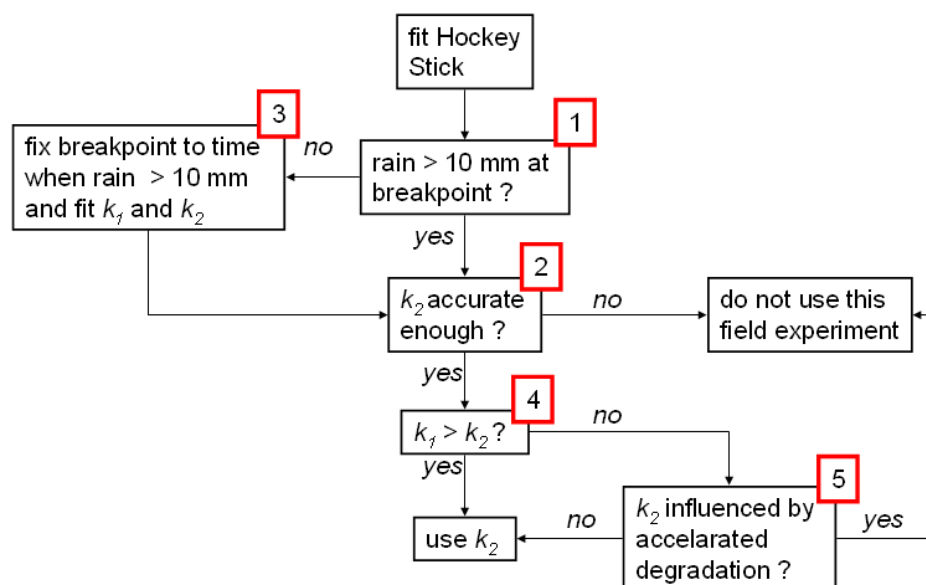 fit Hockey
Stick
3
1
fix breakpoint to time
when rain > 10 mm
and fit k1 and k2
no
rain > 10 mm at
breakpoint ?
yes
2
k2 accurate
enough ?
no
do not use this
field experiment
yes
4
k1 > k2 ?
no
yes
5
use k2
no
k2 influenced by
accelarated
degradation ?
yes